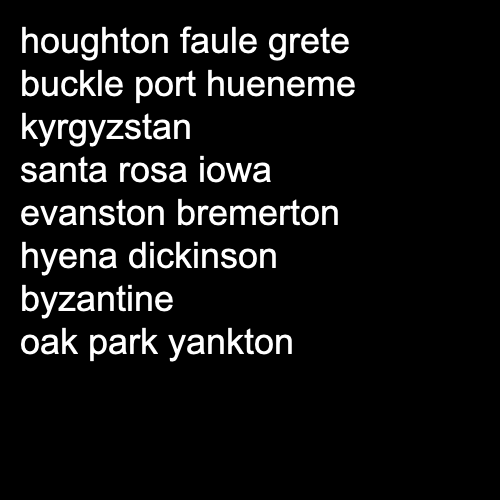 houghton faule grete
buckle port hueneme
kyrgyzstan
santa rosa iowa
evanston bremerton
hyena dickinson
byzantine
oak park yankton